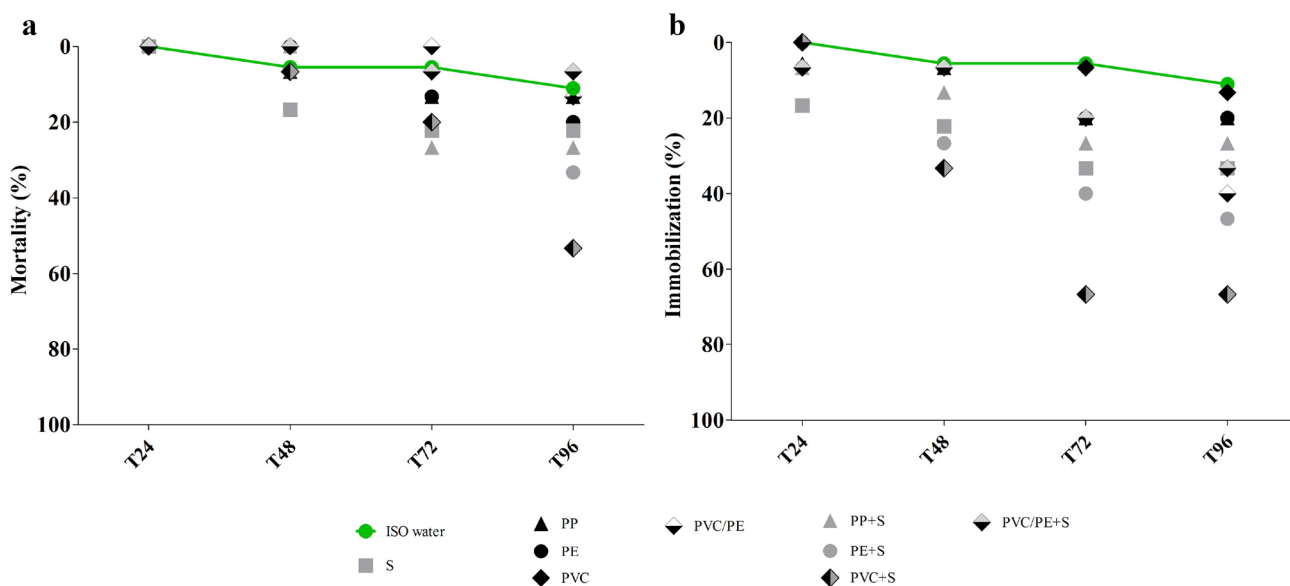 a
b
Mortality (%)
0
20
40
60
80
100
T24
T48
T72
T96
Immobilization (%)
0
20
40
60
80
100
T24
T48
T72
T96
ISO water
S
PP
PE
PVC
PVC/PE
PP+S
PE+S
PVC+S
PVC/PE+S